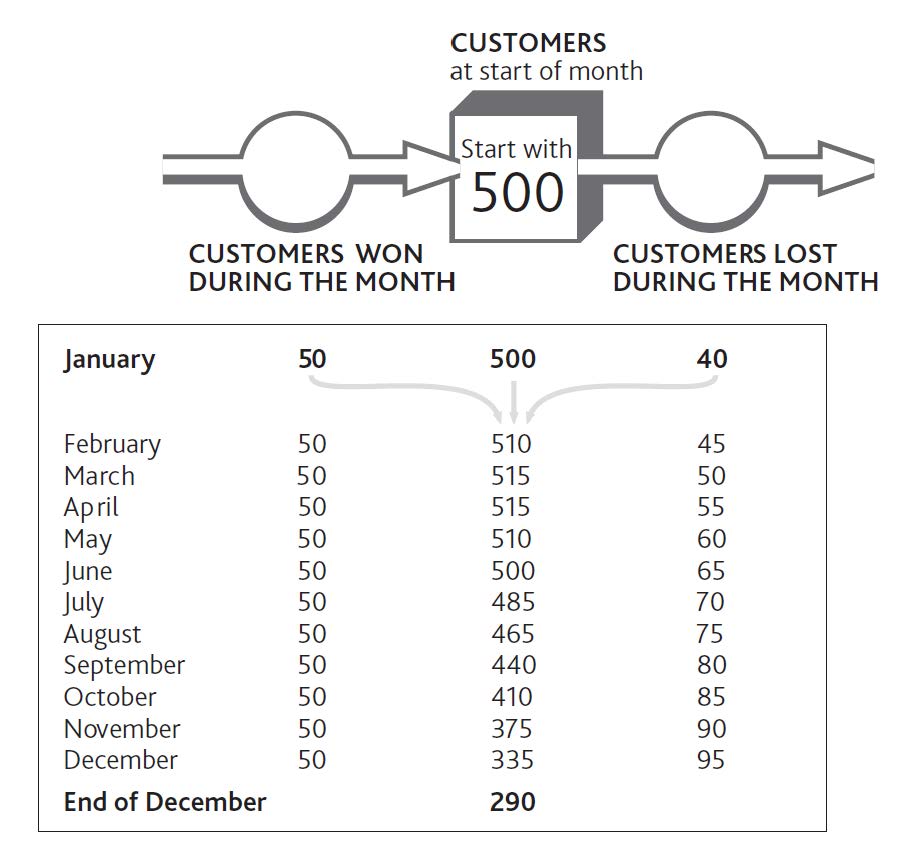 CUSTOMERS
at start of month
Start with
500
CUSTOMERS WON
DURING THE MONTH
CUSTOMERS LOST
DURING THE MONTH
January 50 500 40
February 50 510 45
March 50 515 50
April 50 515 55
May 50 510 60
June 50 500 65
July 50 485 70
August 50 465 75
September 50 440 80
October 50 410 85
November 50 375 90
December 50 335 95
End of December 290